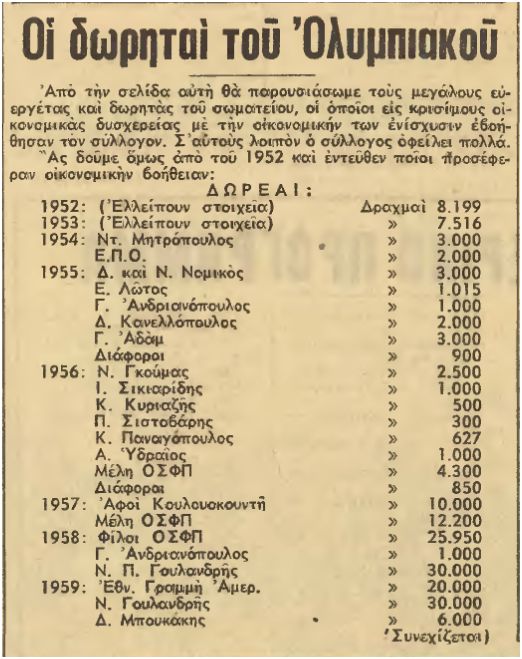 Οἱ δωρηταὶ τοῦ Ὀλυμπιακοῦ
Ἀπὸ τὴν σελίδα αὐτὴ θὰ παρουσιάσωμε τοὺς μεγάλους εὐ-
εργέτας καὶ δωρητὰς τοῦ σωματείου, οἱ ὁποῖοι εἰς κρισίμους οἰ-
κονομικὰς δυσχερείας μὲ τὴν οἰκονομικήν των ἐνίσχυσιν ἐβοή-
θησαν τὸν σύλλογον. Σ' αὐτοὺς λοιπὸν ὁ σύλλογος ὀφείλει πολλά.
Ἂς δοῦμε ὅμως ἀπὸ τοῦ 1952 καὶ ἐντεῦθεν ποῖοι προσέφε-
ραν οἰκονομικὴν βοήθειαν:
ΔΩΡΕΑΙ:
1952: (Ἐλλείπουν στοιχεῖα) Δραχμαὶ 8.199
1953: (Ἐλλείπουν στοιχεῖα) » 7.516
1954: Ντ. Μητρόπουλος » 3.000
Ε.Π.Ο. » 2.000
1955: Δ. καὶ Ν. Νομικὸς » 3.000
Ε. Λῶτος » 1.015
Γ. Ἀνδριανόπουλος » 1.000
Δ. Κανελλόπουλος » 2.000
Γ. Ἀδὰμ » 3.000
Διάφοροι » 900
1956: Ν. Γκούμας » 2.500
Ι. Σικιαρίδης » 1.000
Κ. Κυριαζῆς » 500
Π. Σιστοβάρης » 300
Κ. Παναγόπουλος » 627
Α. Ὑδραῖος » 1.000
Μέλη ΟΣΦΠ » 4.300
Διάφοροι » 850
1957: Ἀφοὶ Κουλουκουντῆ » 10.000
Μέλη ΟΣΦΠ » 12.200
1958: Φίλοι ΟΣΦΠ » 25.950
Γ. Ἀνδριανόπουλος » 1.000
Ν. Π. Γουλανδρῆς » 30.000
1959: Ἐθν. Γραμμὴ Ἀμερ. » 20.000
Ν. Γουλανδρῆς » 30.000
Δ. Μπουκάκης » 6.000
(Συνεχίζεται)